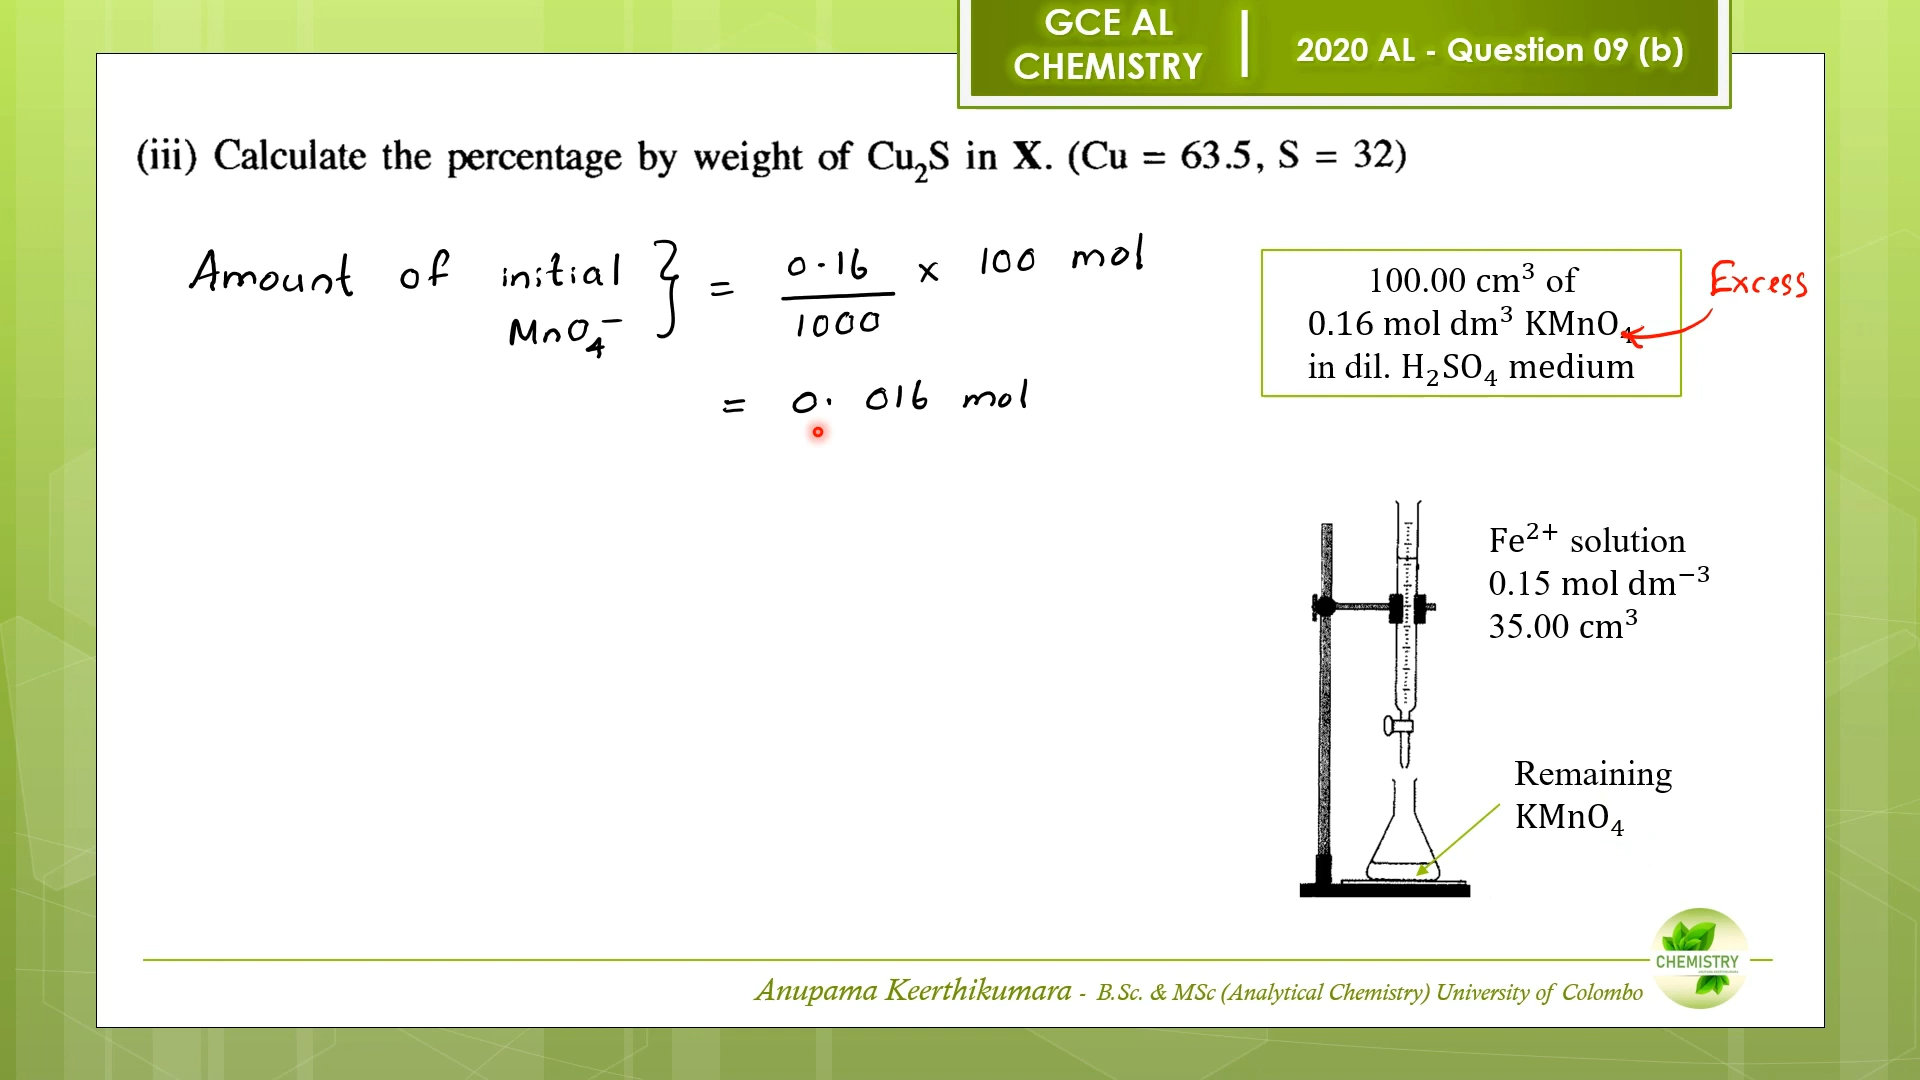 GCE AL
CHEMISTRY
2020 AL - Question 09 (b)
(iii) Calculate the percentage by weight of Cu₂S in X. (Cu = 63.5, S = 32)
Amount of initial MnO₄⁻ } = 0.16/1000 x 100 mol
= 0.016 mol
100.00 cm³ of
0.16 mol dm³ KMnO₄
in dil. H₂SO₄ medium
Excess
Fe²⁺ solution
0.15 mol dm⁻³
35.00 cm³
Remaining
KMnO₄
CHEMISTRY
Anupama Keerthikumara - B.Sc. & MSc (Analytical Chemistry) University of Colombo